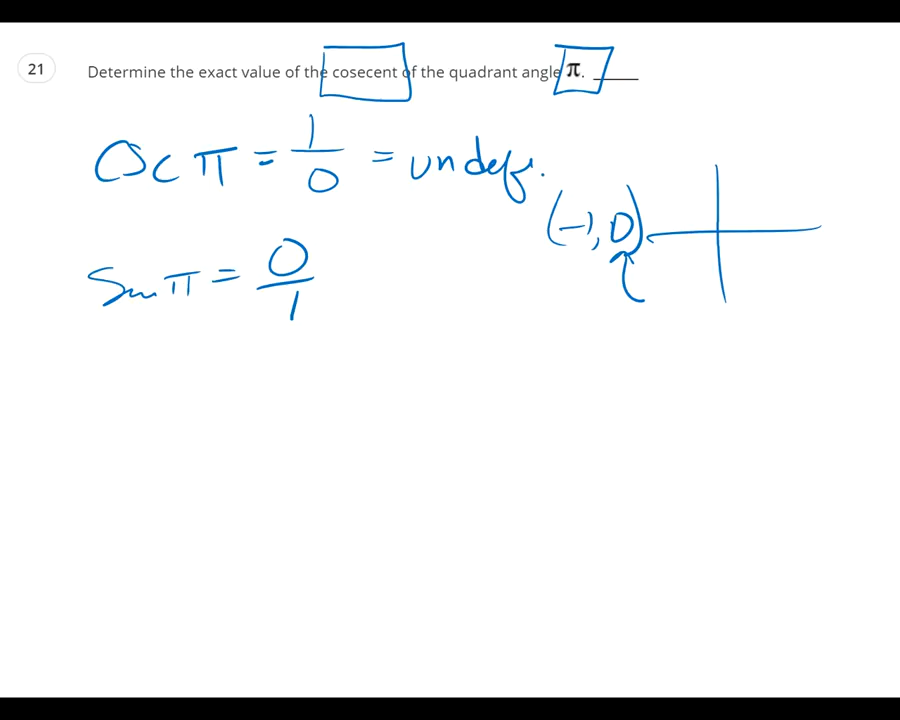 21 Determine the exact value of the cosecent of the quadrant angle π. _____
csc π = 1/0 = undef.
(-1, 0)
sin π = 0/1